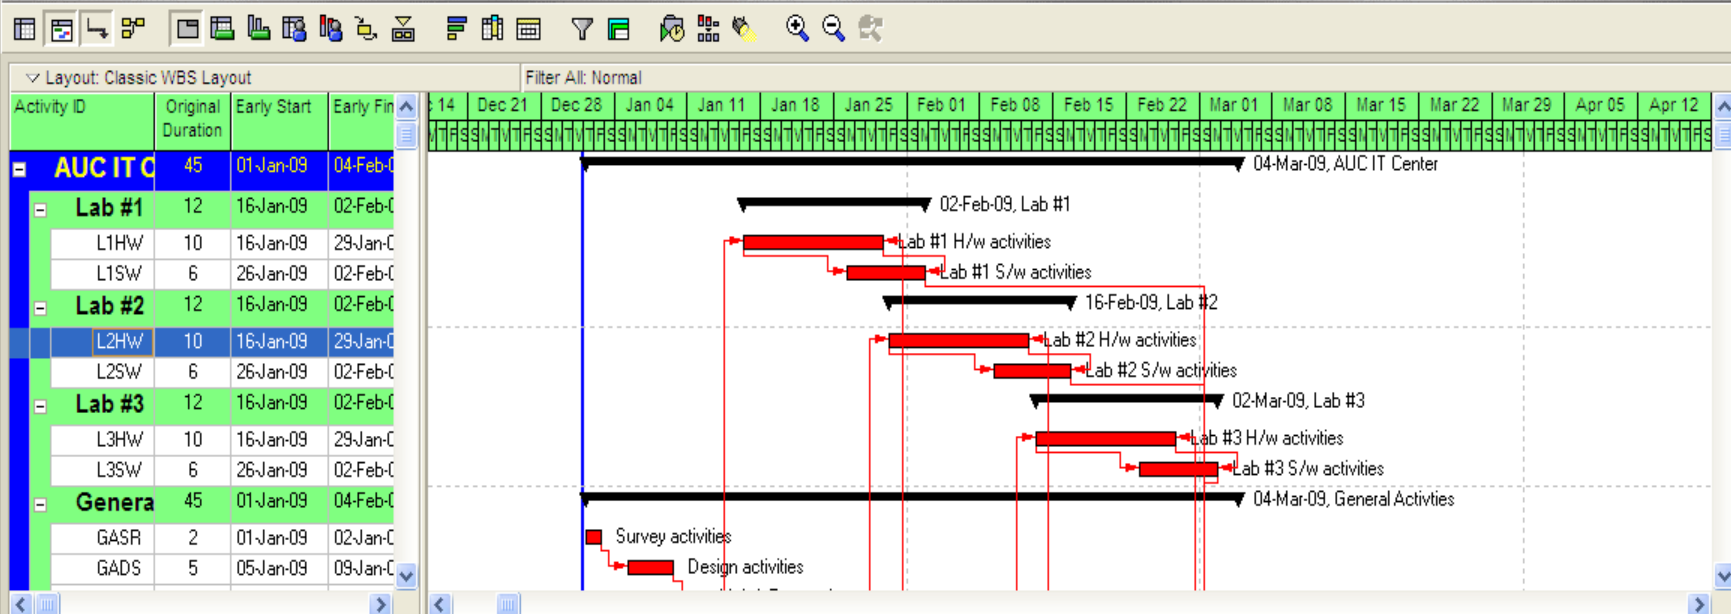 Layout: Classic WBS Layout Filter All: Normal
Activity ID Original Duration Early Start Early Fin 14 Dec 21 Dec 28 Jan 04 Jan 11 Jan 18 Jan 25 Feb 01 Feb 08 Feb 15 Feb 22 Mar 01 Mar 08 Mar 15 Mar 22 Mar 29 Apr 05 Apr 12
AUC IT C 45 01-Jan-09 04-Feb-0 04-Mar-09, AUC IT Center
Lab #1 12 16-Jan-09 02-Feb-0 02-Feb-09, Lab #1
L1HW 10 16-Jan-09 29-Jan-0 Lab #1 H/w activities
L1SW 6 26-Jan-09 02-Feb-0 Lab #1 S/w activities
Lab #2 12 16-Jan-09 02-Feb-0 16-Feb-09, Lab #2
L2HW 10 16-Jan-09 29-Jan-0 Lab #2 H/w activities
L2SW 6 26-Jan-09 02-Feb-0 Lab #2 S/w activities
Lab #3 12 16-Jan-09 02-Feb-0 02-Mar-09, Lab #3
L3HW 10 16-Jan-09 29-Jan-0 Lab #3 H/w activities
L3SW 6 26-Jan-09 02-Feb-0 Lab #3 S/w activities
Genera 45 01-Jan-09 04-Feb-0 04-Mar-09, General Activties
GASR 2 01-Jan-09 02-Jan-0 Survey activities
GADS 5 05-Jan-09 09-Jan-0 Design activities